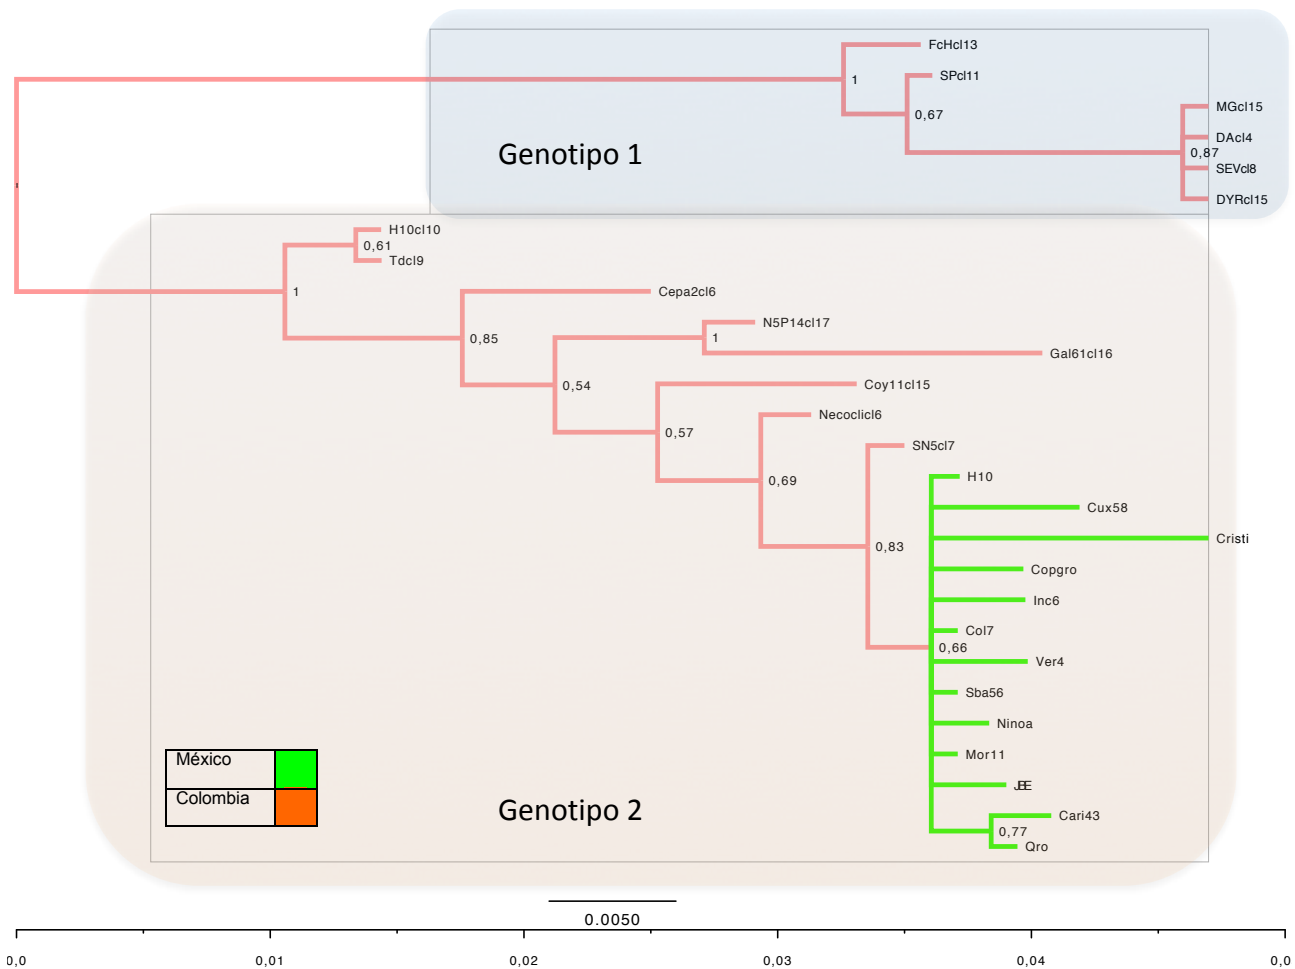 FcHcl13
SPcl11
1
MGcl15
0,67
DAcl4
Genotipo 1
0,87
SEVcl8
DYRcl15
H10cl10
0,61
Tdcl9
1
Cepa2cl6
N5P14cl17
0,85
1
Gal61cl16
0,54
Coy11cl15
Necoclicl6
0,57
SN5cl7
H10
0,69
Cux58
Cristi
0,83
Copgro
Inc6
Col7
0,66
Ver4
Sba56
Ninoa
México
Mor11
JBE
Colombia
Genotipo 2
Cari43
0,77
Qro
0.0050
0,0 0,01 0,02 0,03 0,04 0,0